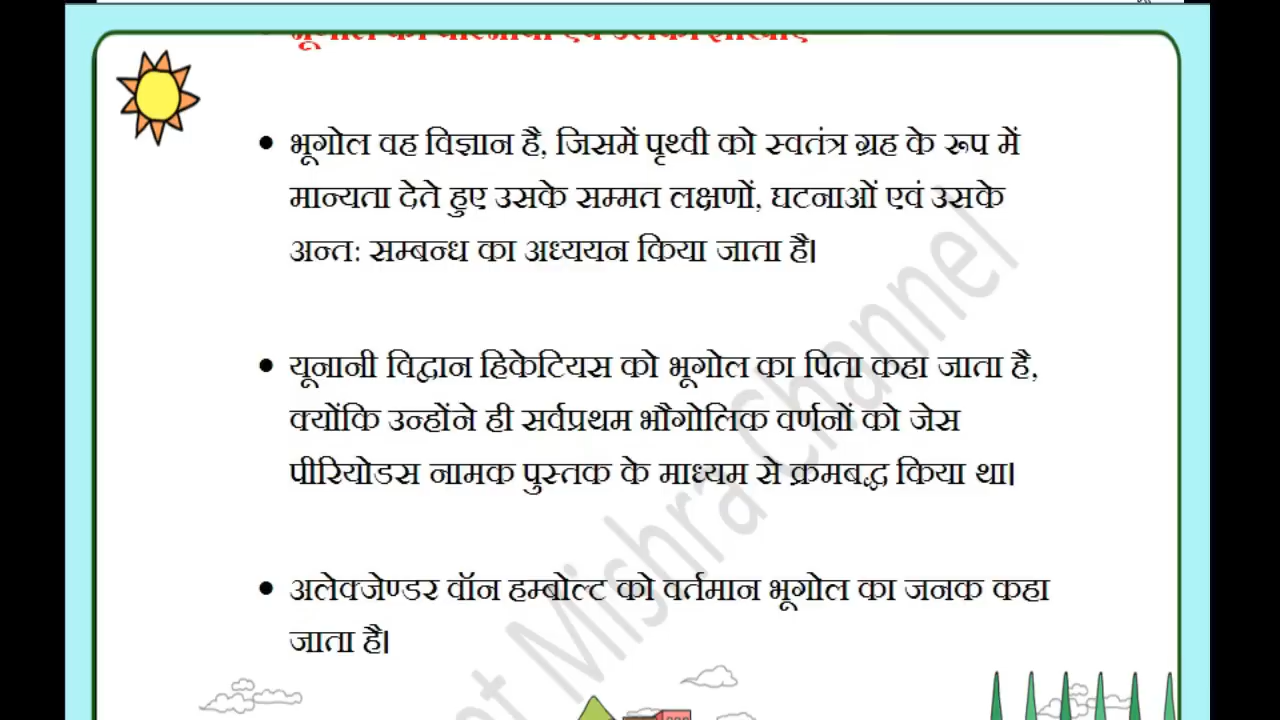 भूगोल वह विज्ञान है, जिसमें पृथ्वी को स्वतंत्र ग्रह के रूप में
मान्यता देते हुए उसके सम्मत लक्षणों, घटनाओं एवं उसके
अन्त: सम्बन्ध का अध्ययन किया जाता है।
यूनानी विद्वान हिकेटियस को भूगोल का पिता कहा जाता है,
क्योंकि उन्होंने ही सर्वप्रथम भौगोलिक वर्णनों को जेस
पीरियोडस नामक पुस्तक के माध्यम से क्रमबद्ध किया था।
अलेक्जेण्डर वॉन हम्बोल्ट को वर्तमान भूगोल का जनक कहा
जाता है।
Mishra Channel